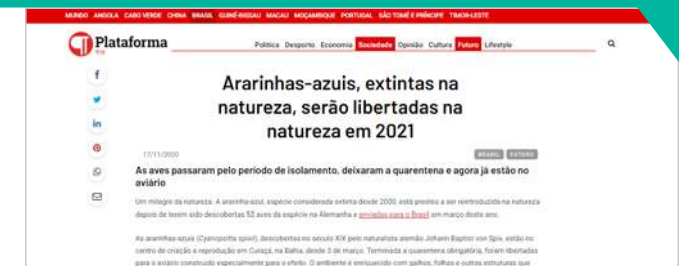 MUNDO ANGOLA CABO VERDE CHINA BRASIL GUINÉ-BISSAU MACAU MOÇAMBIQUE PORTUGAL SÃO TOMÉ E PRÍNCIPE TIMOR-LESTE
Plataforma
Política Desporto Economia Sociedade Opinião Cultura Futuro Lifestyle
Ararinhas-azuis, extintas na
natureza, serão libertadas na
natureza em 2021
17/11/2020
BRASIL FUTURO
As aves passaram pelo período de isolamento, deixaram a quarentena e agora já estão no
aviário
Um milagre da natureza. A ararinha-azul, espécie considerada extinta desde 2000, está prestes a ser reintroduzida na natureza
depois de terem sido descobertas 52 aves da espécie na Alemanha e enviadas para o Brasil em março deste ano.
As ararinhas-azuis (Cyanopsitta spixii), descobertas no século XIX pelo naturalista alemão Johann Baptist von Spix, estão no
centro de criação e reprodução em Curaçá, na Bahia, desde 3 de março. Terminada a quarentena obrigatória, foram libertadas
para o aviário construído especialmente para o efeito. O ambiente é enriquecido com galhos, folhas e outras estruturas que